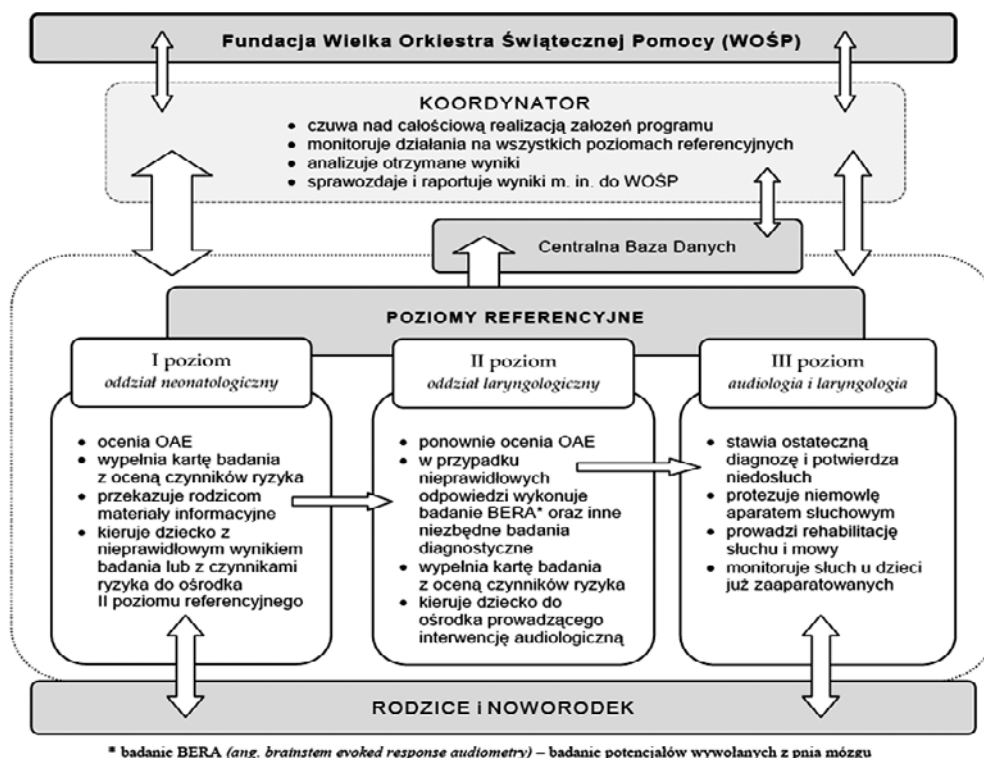 Fundacja Wielka Orkiestra Świątecznej Pomocy (WOŚP)
KOORDYNATOR
• czuwa nad całościową realizacją założeń programu
• monitoruje działania na wszystkich poziomach referencyjnych
• analizuje otrzymane wyniki
• sprawozdaje i raportuje wyniki m. in. do WOŚP
Centralna Baza Danych
POZIOMY REFERENCYJNE
I poziom
oddział neonatologiczny
• ocenia OAE
• wypełnia kartę badania
z oceną czynników ryzyka
• przekazuje rodzicom
materiały informacyjne
• kieruje dziecko z
nieprawidłowym wynikiem
badania lub z czynnikami
ryzyka do ośrodka
II poziomu referencyjnego
II poziom
oddział laryngologiczny
• ponownie ocenia OAE
• w przypadku
nieprawidłowych
odpowiedzi wykonuje
badanie BERA* oraz inne
niezbędne badania
diagnostyczne
• wypełnia kartę badania
z oceną czynników ryzyka
• kieruje dziecko do
ośrodka prowadzącego
interwencję audiologiczną
III poziom
audiologia i laryngologia
• stawia ostateczną
diagnozę i potwierdza
niedosłuch
• protezuje niemowlę
aparatem słuchowym
• prowadzi rehabilitację
słuchu i mowy
• monitoruje słuch u dzieci
już zaaparatowanych
RODZICE i NOWORODEK
* badanie BERA (ang. brainstem evoked response audiometry) – badanie potencjałów wywołanych z pnia mózgu